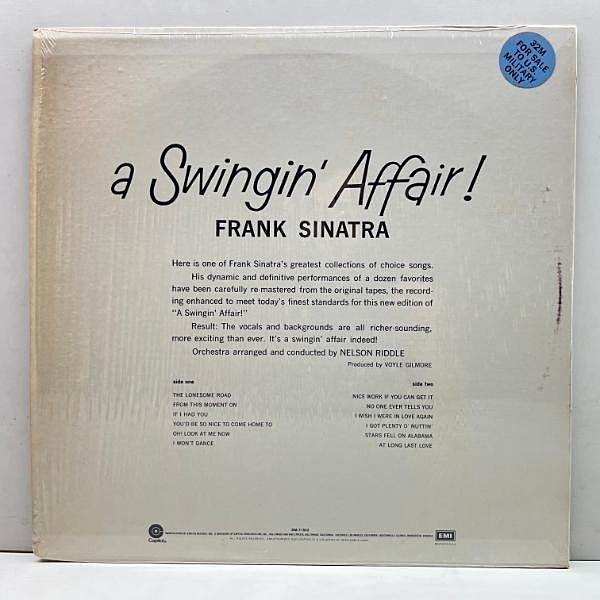 32M
FOR SALE
TO U.S.
MILITARY
ONLY
a Swingin' Affair!
FRANK SINATRA
Here is one of Frank Sinatra's greatest collections of choice songs.
His dynamic and definitive performances of a dozen favorites
have been carefully re-mastered from the original tapes, the record-
ing enhanced to meet today's finest standards for this new edition of
"A Swingin' Affair!"
Result: The vocals and backgrounds are all richer-sounding,
more exciting than ever. It's a swingin' affair indeed!
Orchestra arranged and conducted by NELSON RIDDLE
Produced by VOYLE GILMORE
side one
THE LONESOME ROAD
FROM THIS MOMENT ON
IF I HAD YOU
YOU'D BE SO NICE TO COME HOME TO
OH! LOOK AT ME NOW
I WON'T DANCE
side two
NICE WORK IF YOU CAN GET IT
NO ONE EVER TELLS YOU
I WISH I WERE IN LOVE AGAIN
I GOT PLENTY O' NUTTIN'
STARS FELL ON ALABAMA
AT LONG LAST LOVE
Capitol
EMI